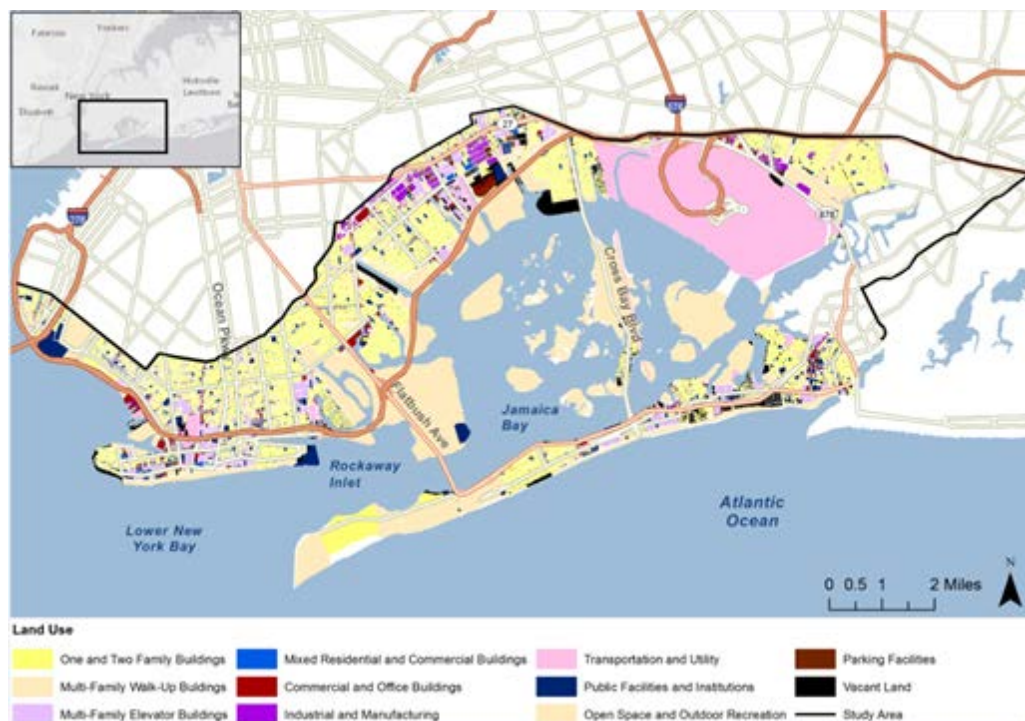 Yonkers
New York
Elizabeth
Hicksville
Levittown
27
678
878
278
Ocean Pkwy
Cross Bay Blvd
Flatbush Ave
Jamaica
Bay
Rockaway
Inlet
Atlantic
Ocean
Lower New
York Bay
N
0 0.5 1 2 Miles
Land Use
One and Two Family Buildings
Mixed Residential and Commercial Buildings
Transportation and Utility
Parking Facilities
Multi-Family Walk-Up Buildings
Commercial and Office Buildings
Public Facilities and Institutions
Vacant Land
Multi-Family Elevator Buildings
Industrial and Manufacturing
Open Space and Outdoor Recreation
Study Area